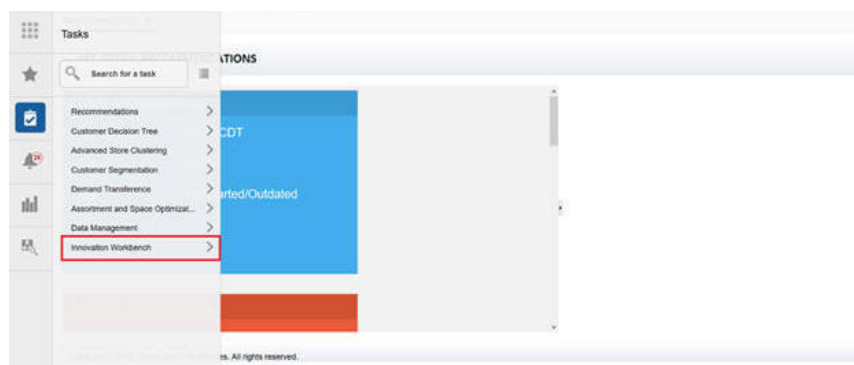 Tasks
TIONS
Search for a task
Recommendations
Customer Decision Tree
CDT
Advanced Store Clustering
Customer Segmentation
Demand Transference
arted/Outdated
Assortment and Space Optimizat...
Data Management
Innovation Workbench
es. All rights reserved.